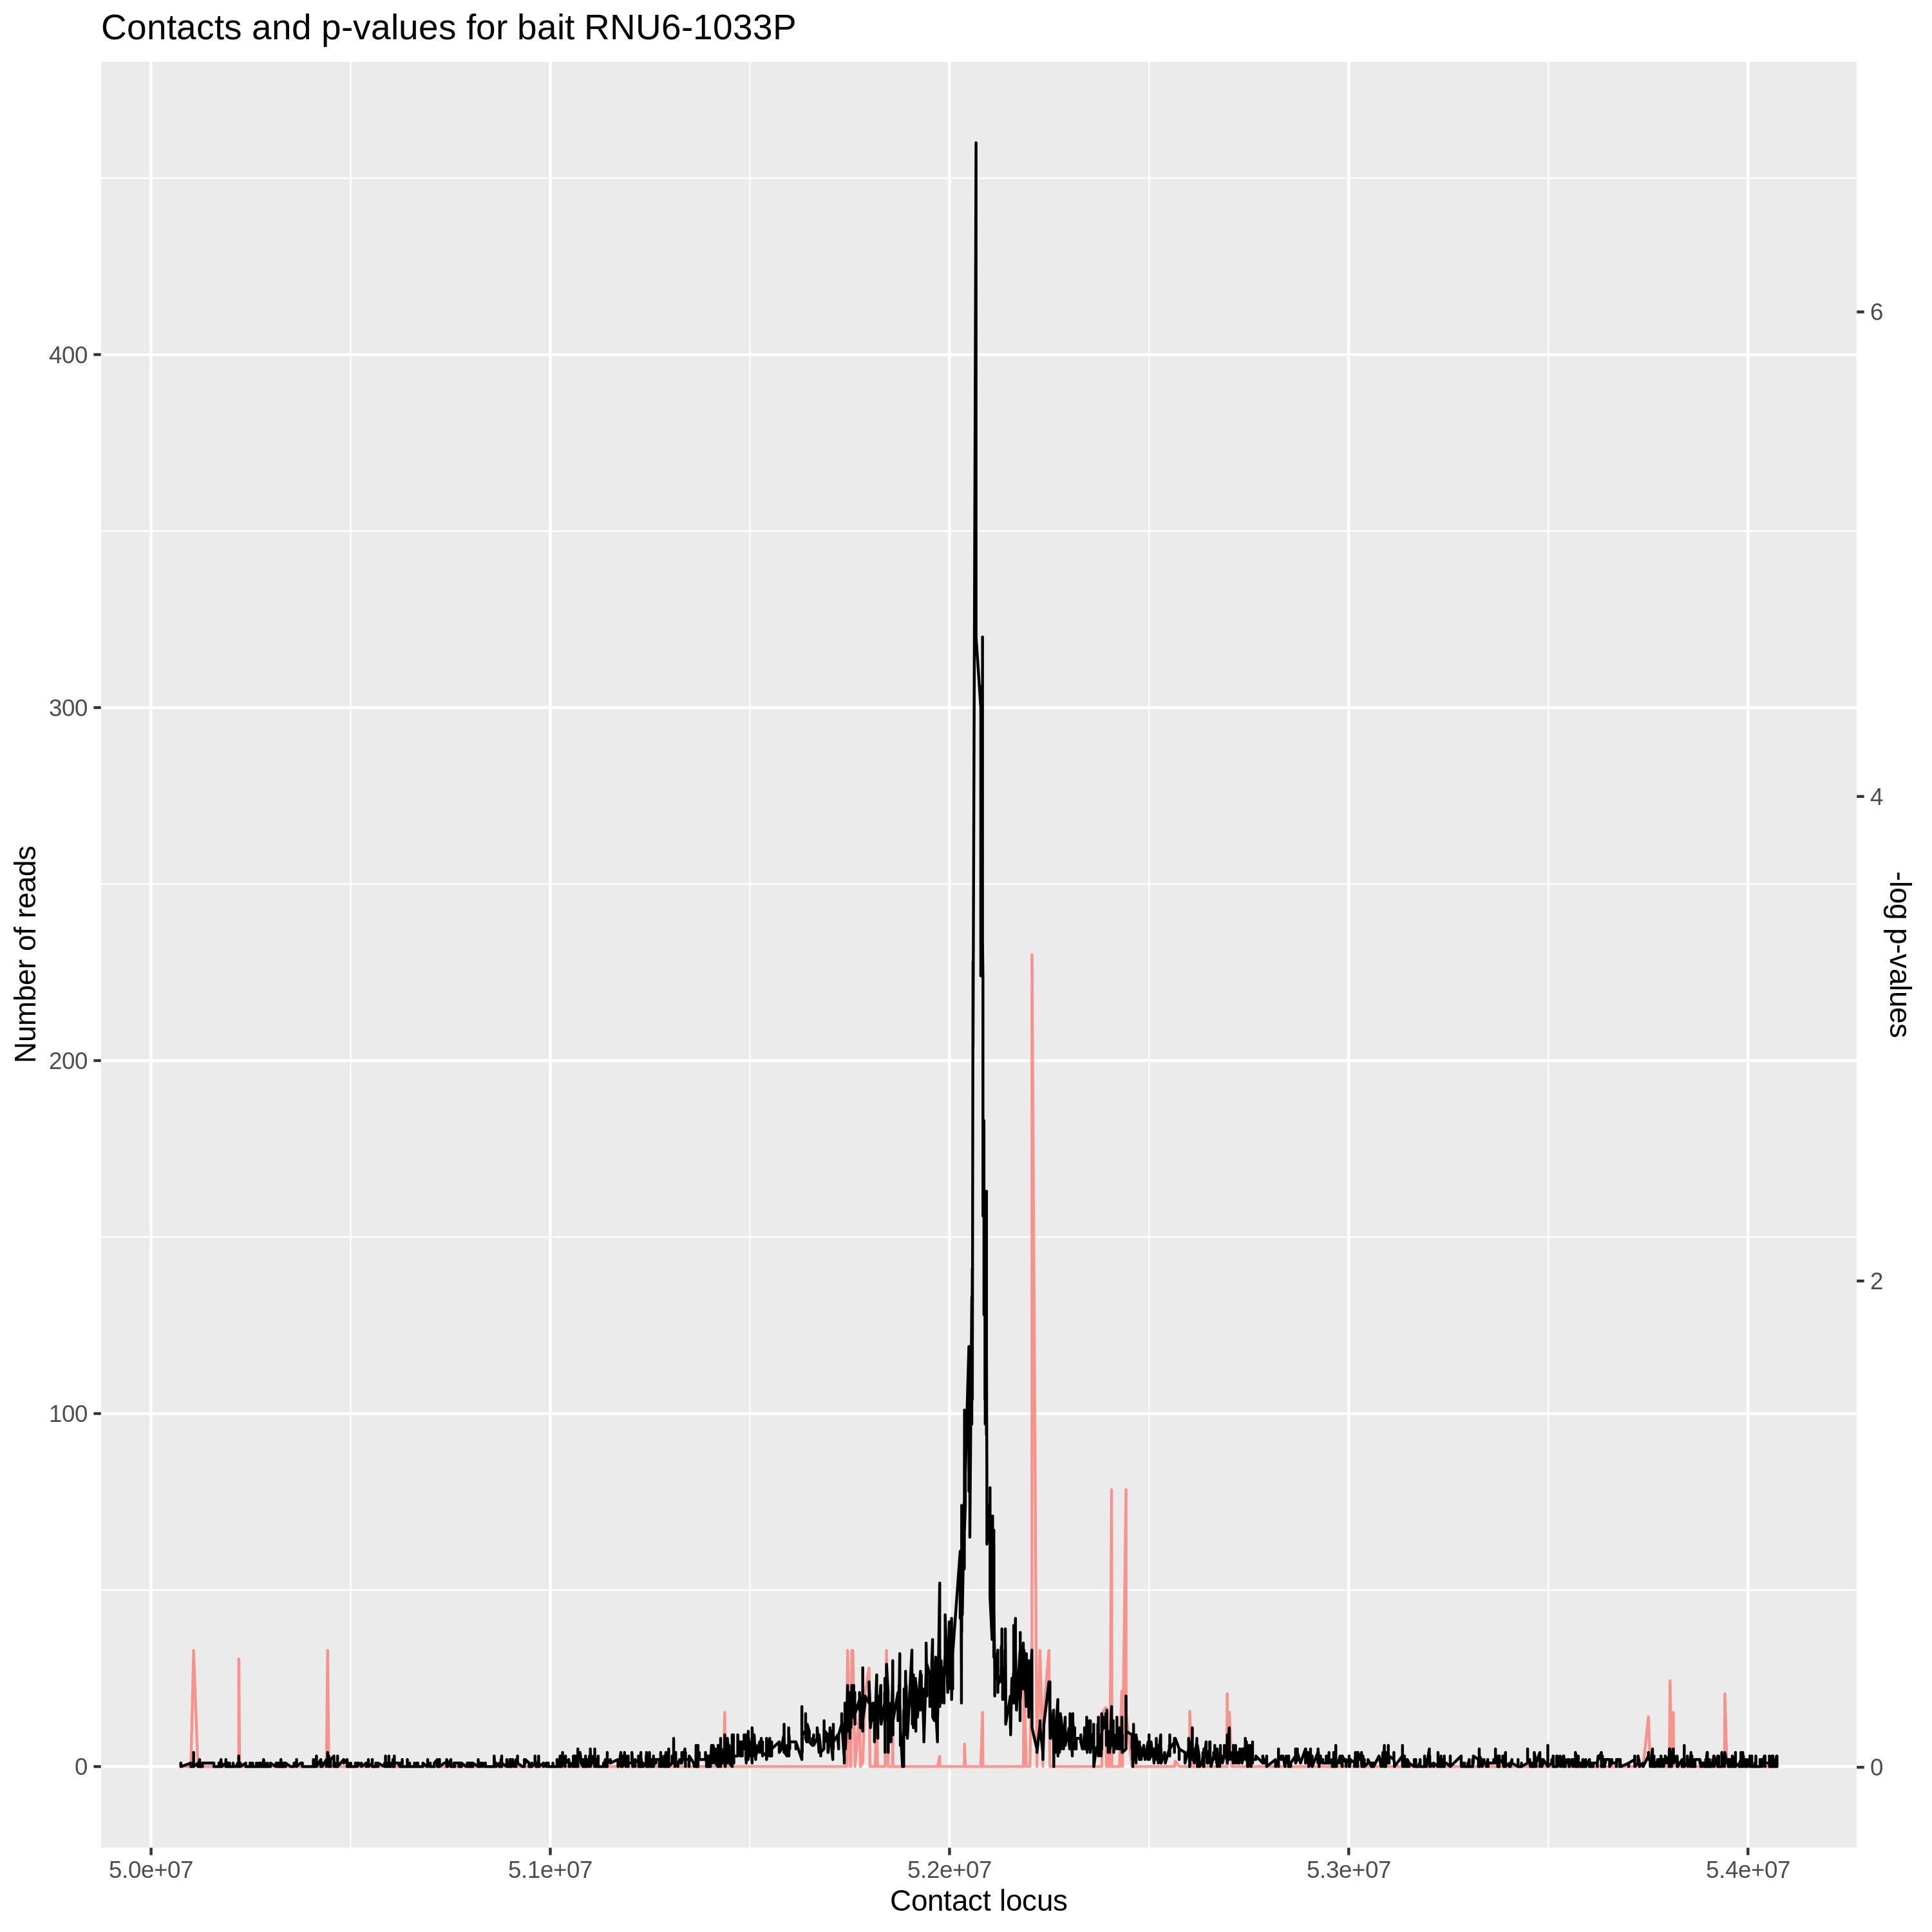 Contacts and p-values for bait RNU6-1033P
Number of reads
400
300
200
100
0
6
4
2
0
-log p-values
5.0e+07
5.1e+07
5.2e+07
5.3e+07
5.4e+07
Contact locus